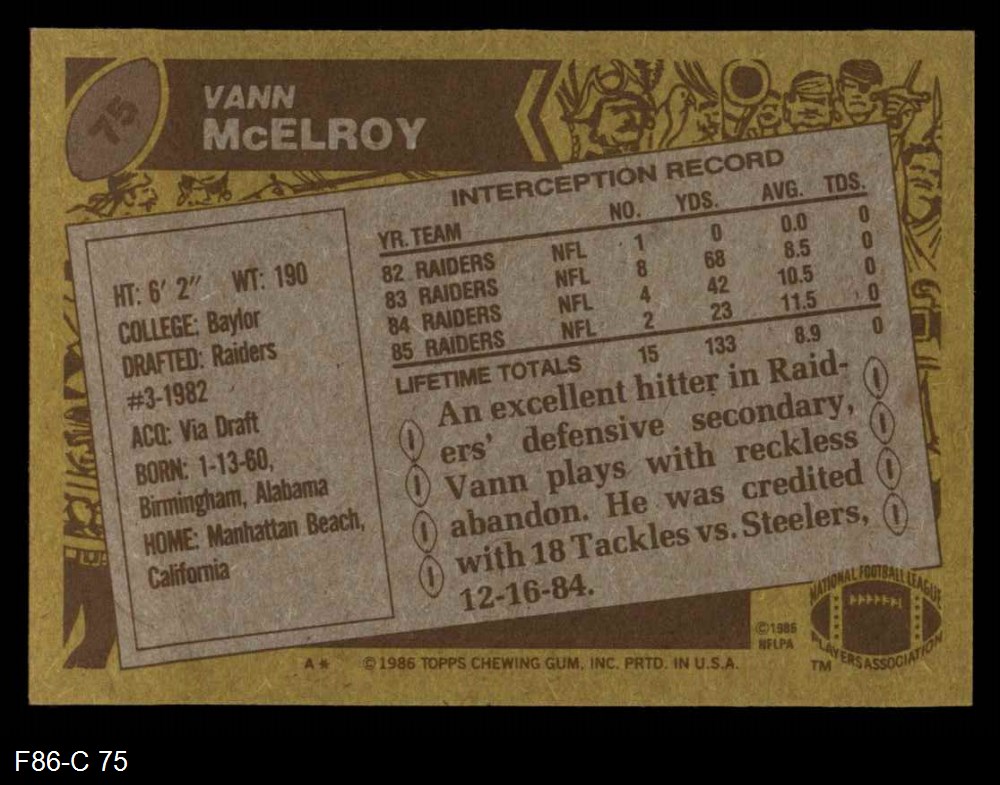 75
VANN
McELROY
INTERCEPTION RECORD
YR. TEAM NO. YDS. AVG. TDS.
82 RAIDERS NFL 1 0 0.0 0
83 RAIDERS NFL 8 68 8.5 0
84 RAIDERS NFL 4 42 10.5 0
85 RAIDERS NFL 2 23 11.5 0
LIFETIME TOTALS 15 133 8.9 0
HT: 6' 2" WT: 190
COLLEGE: Baylor
DRAFTED: Raiders
#3-1982
ACQ: Via Draft
BORN: 1-13-60,
Birmingham, Alabama
HOME: Manhattan Beach,
California
An excellent hitter in Raid-
ers' defensive secondary,
Vann plays with reckless
abandon. He was credited
with 18 Tackles vs. Steelers,
12-16-84.
©1986
NFLPA
NATIONAL FOOTBALL LEAGUE
PLAYERS ASSOCIATION
TM
A* ©1986 TOPPS CHEWING GUM, INC. PRTD. IN U.S.A.
F86-C 75